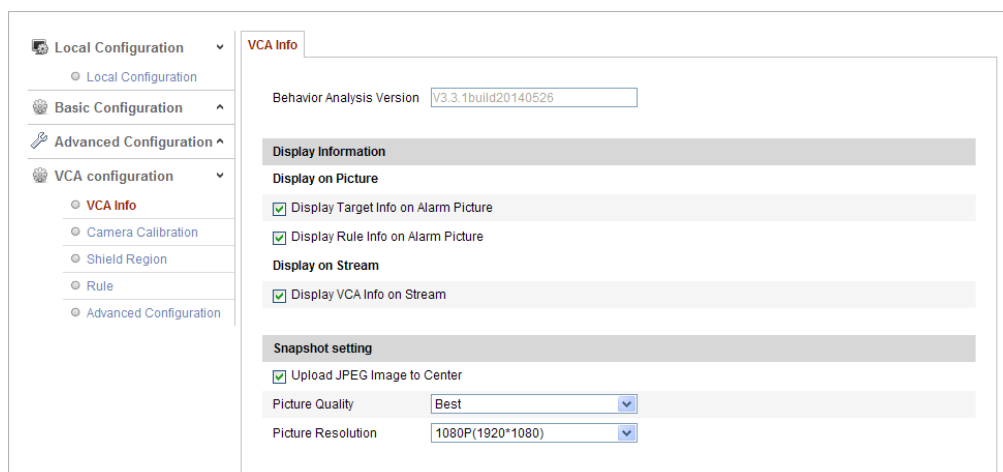 Local Configuration
Local Configuration
Basic Configuration
Advanced Configuration
VCA configuration
VCA Info
Camera Calibration
Shield Region
Rule
Advanced Configuration
VCA Info
Behavior Analysis Version V3.3.1build20140526
Display Information
Display on Picture
Display Target Info on Alarm Picture
Display Rule Info on Alarm Picture
Display on Stream
Display VCA Info on Stream
Snapshot setting
Upload JPEG Image to Center
Picture Quality Best
Picture Resolution 1080P(1920*1080)